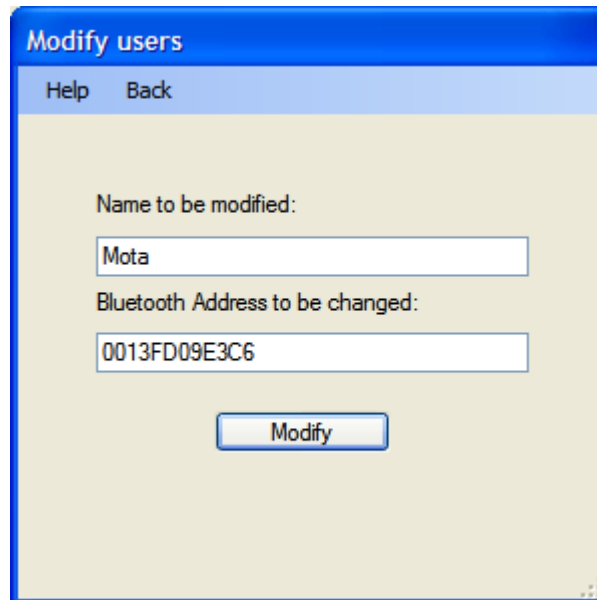 Modify users
Help Back
Name to be modified:
Mota
Bluetooth Address to be changed:
0013FD09E3C6
Modify